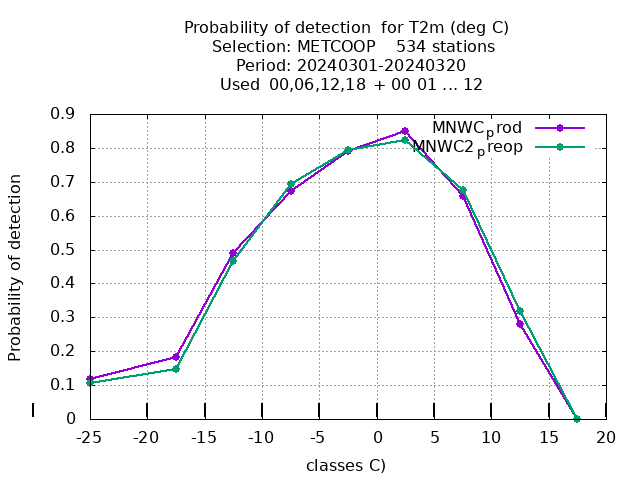 Probability of detection for T2m (deg C)
Selection: METCOOP 534 stations
Period: 20240301-20240320
Used 00,06,12,18 + 00 01 ... 12
MNWC_prod
MNWC2_preop
Probability of detection
0.9
0.8
0.7
0.6
0.5
0.4
0.3
0.2
0.1
0
-25 -20 -15 -10 -5 0 5 10 15 20
classes C)